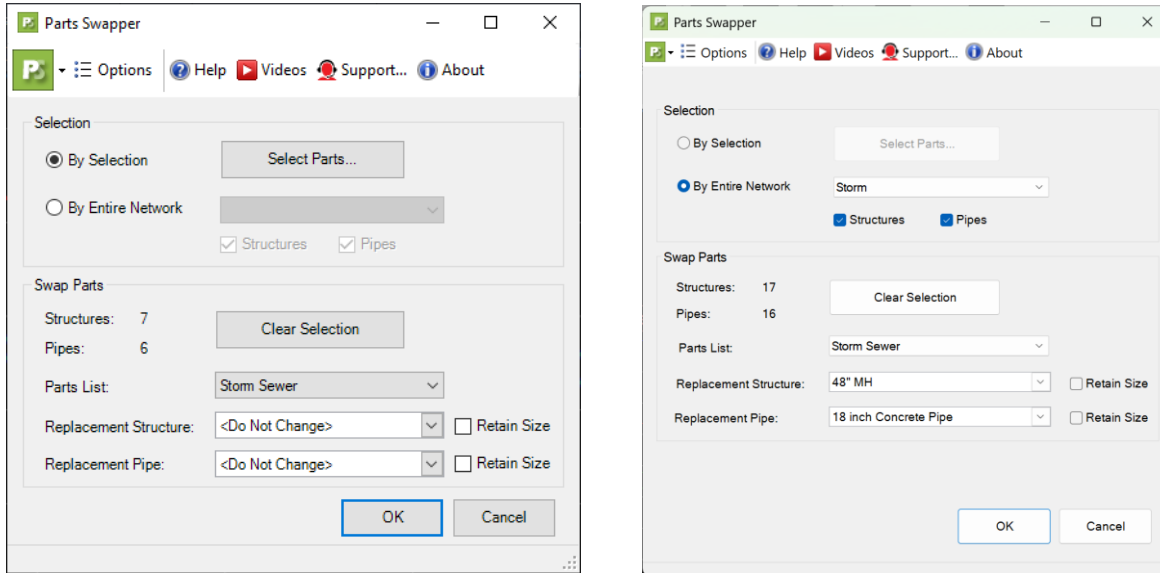 Parts Swapper
Options Help Videos Support... About
Selection
By Selection Select Parts...
By Entire Network
Structures Pipes
Swap Parts
Structures: 7
Clear Selection
Pipes: 6
Parts List: Storm Sewer
Replacement Structure: <Do Not Change> Retain Size
Replacement Pipe: <Do Not Change> Retain Size
OK Cancel
Parts Swapper
Options Help Videos Support... About
Selection
By Selection Select Parts...
By Entire Network Storm
Structures Pipes
Swap Parts
Structures: 17
Clear Selection
Pipes: 16
Parts List: Storm Sewer
Replacement Structure: 48" MH Retain Size
Replacement Pipe: 18 inch Concrete Pipe Retain Size
OK Cancel